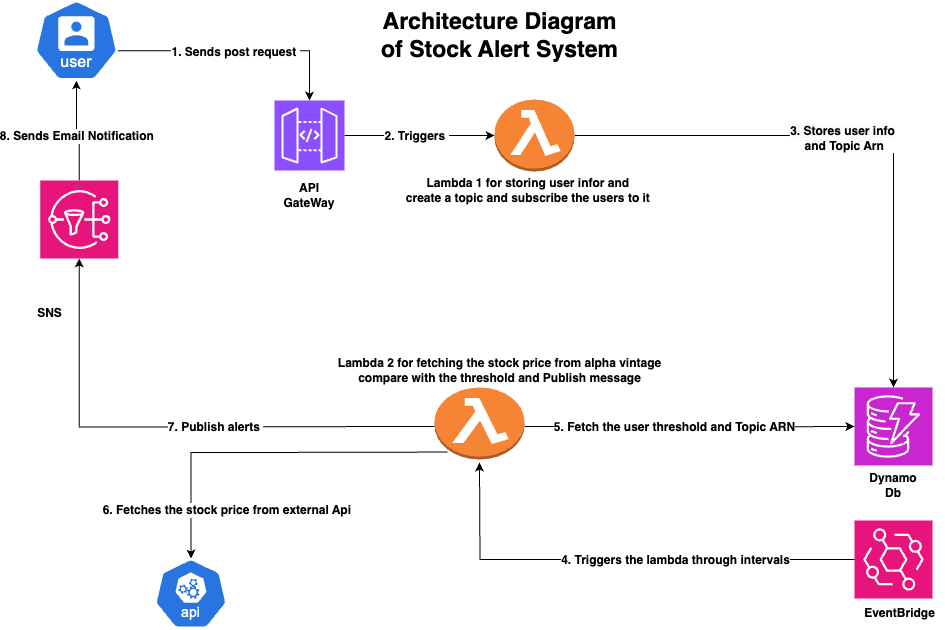 Architecture Diagram
of Stock Alert System
user
1. Sends post request
8. Sends Email Notification
2. Triggers
3. Stores user info
and Topic Arn
</>
API
GateWay
Lambda 1 for storing user infor and
create a topic and subscribe the users to it
SNS
Lambda 2 for fetching the stock price from alpha vintage
compare with the threshold and Publish message
7. Publish alerts
5. Fetch the user threshold and Topic ARN
Dynamo
Db
6. Fetches the stock price from external Api
4. Triggers the lambda through intervals
api
EventBridge